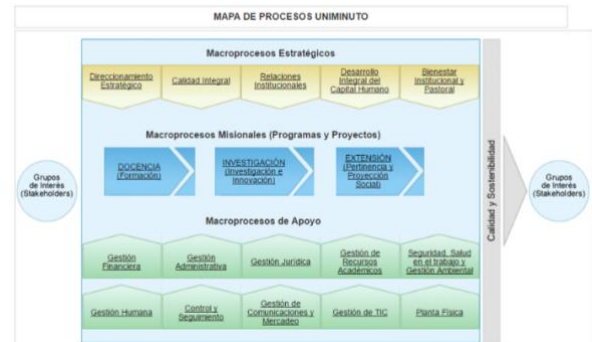 MAPA DE PROCESOS UNIMINUTO
Macroprocesos Estratégicos
Direccionamiento
Estratégico
Calidad Integral
Relaciones
Institucionales
Desarrollo
Integral del
Capital Humano
Bienestar
Institucional y
Pastoral
Macroprocesos Misionales (Programas y Proyectos)
Grupos
de Interés
(Stakeholders)
DOCENCIA
(Formación)
INVESTIGACIÓN
(Investigación e
Innovación)
EXTENSIÓN
(Pertinencia y
Proyección
Social)
Calidad y Sostenibilidad
Grupos
de Interés
(Stakeholders)
Macroprocesos de Apoyo
Gestión
Financiera
Gestión
Administrativa
Gestión Jurídica
Gestión de
Recursos
Académicos
Seguridad, Salud
en el trabajo y
Gestión Ambiental
Gestión Humana
Control y
Seguimiento
Gestión de
Comunicaciones y
Mercadeo
Gestión de TIC
Planta Física